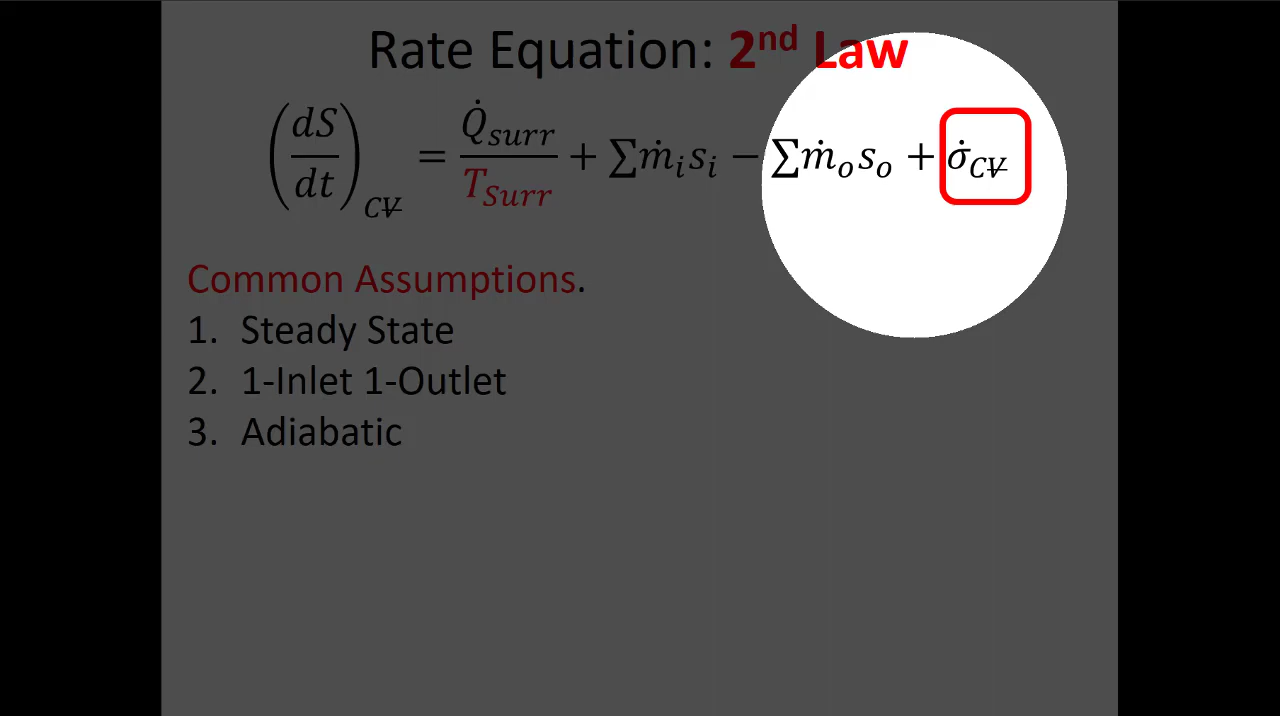 Rate Equation: 2nd Law
(dS/dt)_CV̶ = Q̇_surr/T_Surr + ∑ṁ_i s_i − ∑ṁ_o s_o + σ̇_CV̶
Common Assumptions.
1. Steady State
2. 1-Inlet 1-Outlet
3. Adiabatic